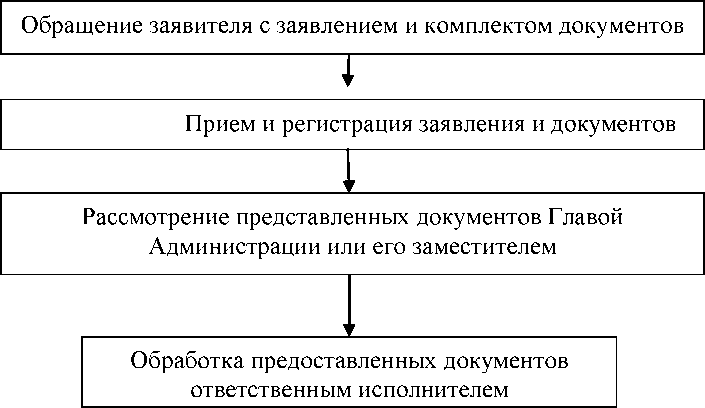 Обращение заявителя с заявлением и комплектом документов
Прием и регистрация заявления и документов
Рассмотрение представленных документов Главой
Администрации или его заместителем
Обработка предоставленных документов
ответственным исполнителем